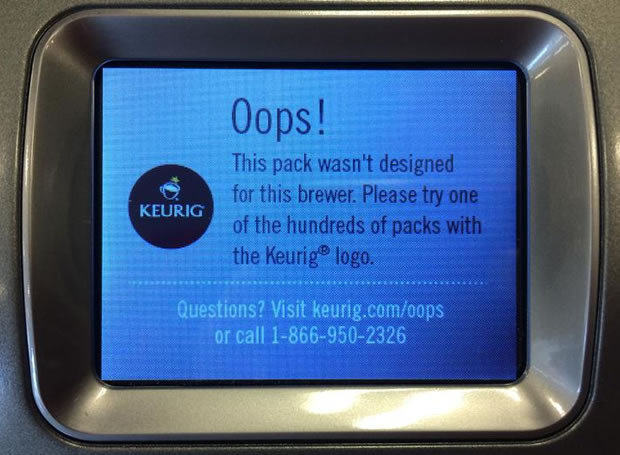 Oops!
This pack wasn't designed
for this brewer. Please try one
of the hundreds of packs with
the Keurig® logo.
KEURIG
Questions? Visit keurig.com/oops
or call 1-866-950-2326